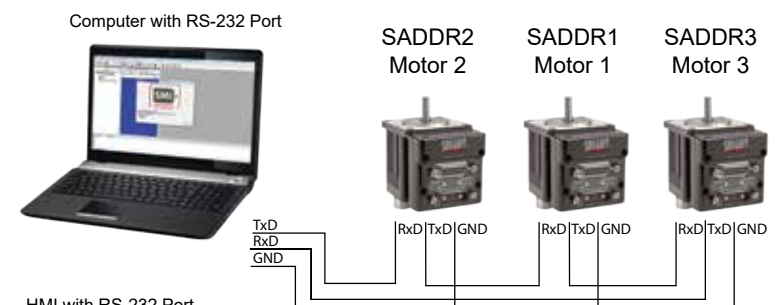 Computer with RS-232 Port
SADDR2
Motor 2
SADDR1
Motor 1
SADDR3
Motor 3
SMI
TxD
RxD
GND
RxD TxD GND
RxD TxD GND
RxD TxD GND
HMI with RS-232 Port